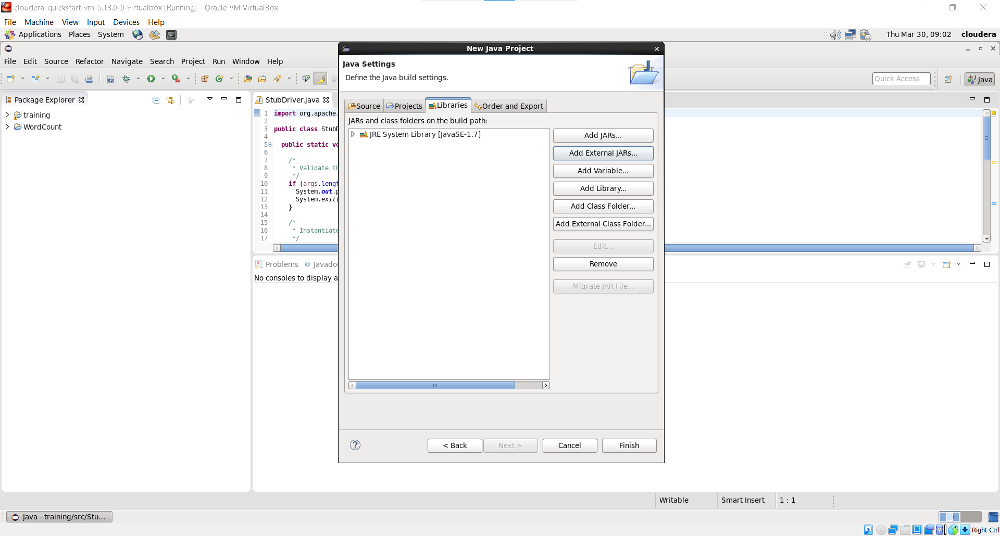 cloudera-quickstart-vm-5.13.0-0-virtualbox [Running] - Oracle VM VirtualBox
File Machine View Input Devices Help
Applications Places System
Thu Mar 30, 09:02 cloudera
New Java Project
File Edit Source Refactor Navigate Search Project Run Window Help
Java Settings
Define the Java build settings.
Quick Access
Java
Package Explorer
StubDriver.java
Source Projects Libraries Order and Export
training
WordCount
JARs and class folders on the build path:
JRE System Library [JavaSE-1.7]
Add JARs...
Add External JARs...
Add Variable...
Add Library...
Add Class Folder...
Add External Class Folder...
Edit...
Remove
Migrate JAR File...
1 import org.apache.
2
3 public class Stub
4
5 public static
6
7 /*
8 * Validate
9 */
10 if (args.
11 System.out.
12 System.exit(
13 }
14
15 /*
16 * Instantiate
17 */
Problems @
No consoles to display
< Back Next > Cancel Finish
Writable Smart Insert 1 : 1
Java - training/src/Stu...
Right Ctrl